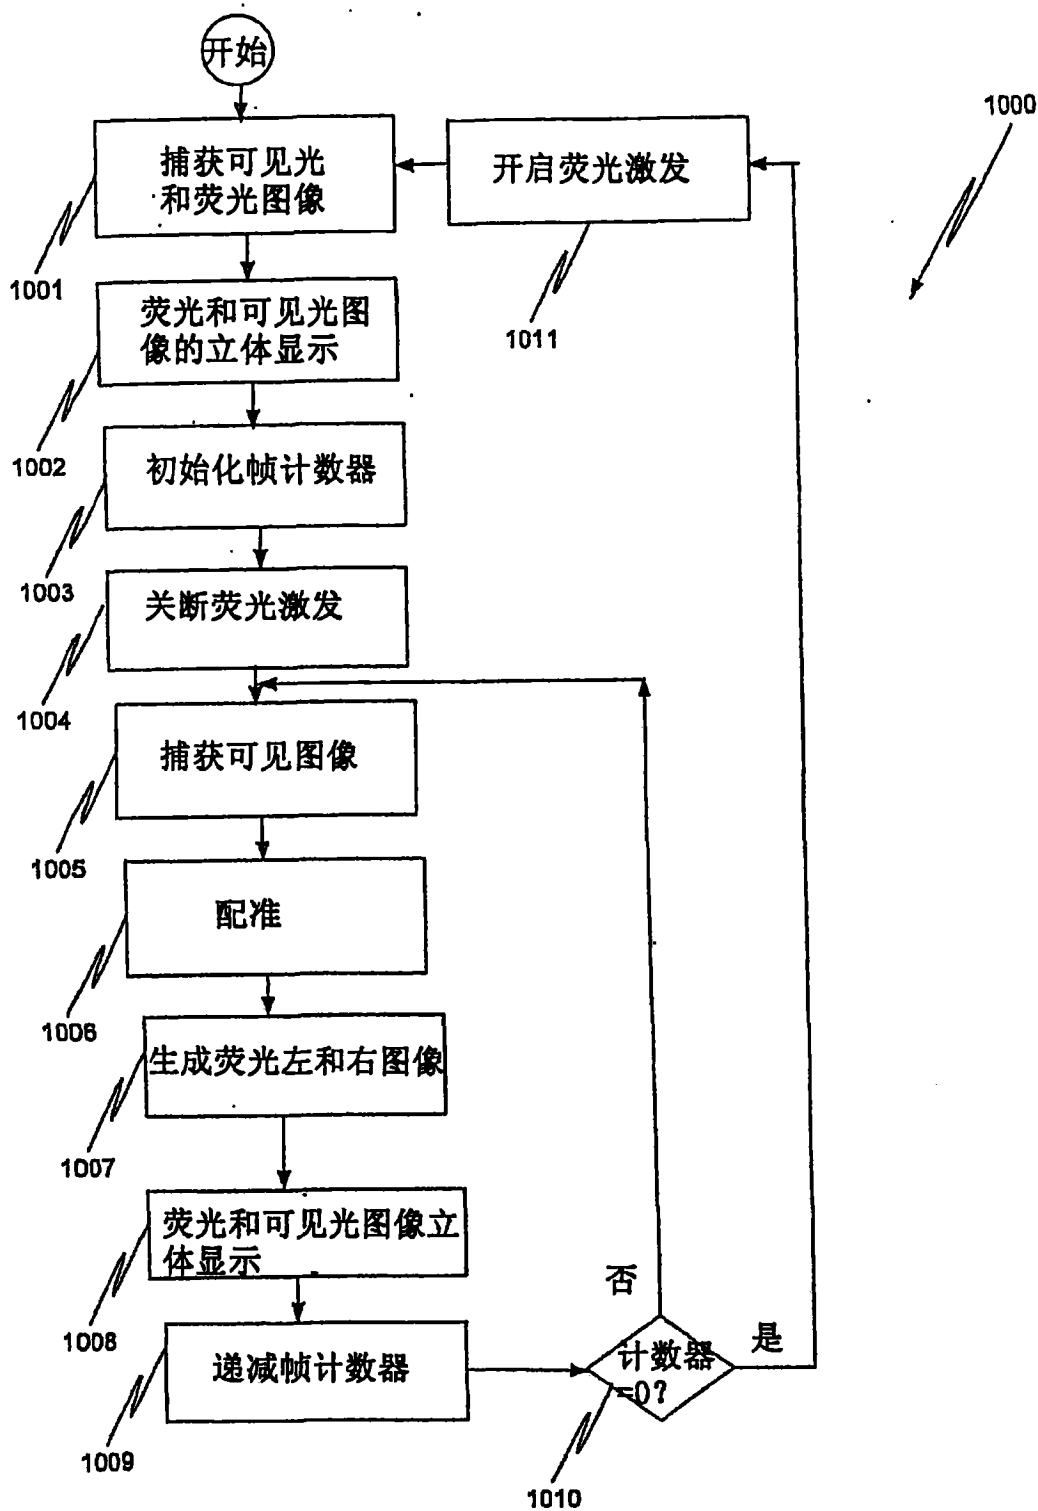 开始
1000
捕获可见光
和荧光图像
开启荧光激发
1001
1011
荧光和可见光图
像的立体显示
1002
初始化帧计数器
1003
关断荧光激发
1004
捕获可见图像
1005
配准
1006
生成荧光左和右图像
1007
荧光和可见光图像立
体显示
1008
否
是
递减帧计数器
计数器
=0?
1009
1010